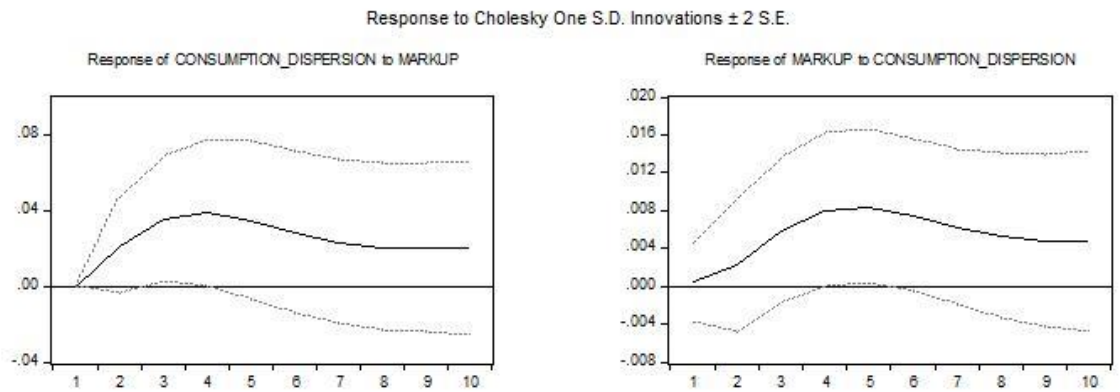 Response to Cholesky One S.D. Innovations ± 2 S.E.
Response of CONSUMPTION_DISPERSION to MARKUP
.08
.04
.00
-.04
1 2 3 4 5 6 7 8 9 10
Response of MARKUP to CONSUMPTION_DISPERSION
.020
.016
.012
.008
.004
.000
-.004
-.008
1 2 3 4 5 6 7 8 9 10